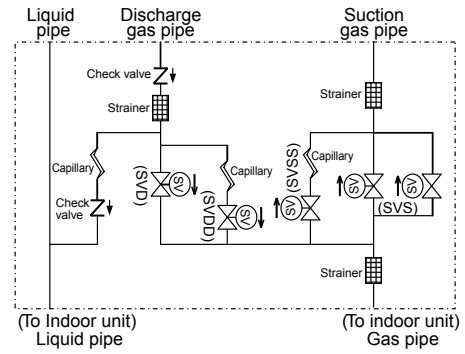 Liquid
pipe
Discharge
gas pipe
Suction
gas pipe
Check valve
Strainer
Strainer
Capillary
Check
valve
(SVD)
SV
Capillary
(SVDD)
SV
(SSVS)
Capillary
SV
SV
SV
(SVS)
Strainer
(To Indoor unit)
Liquid pipe
(To indoor unit)
Gas pipe